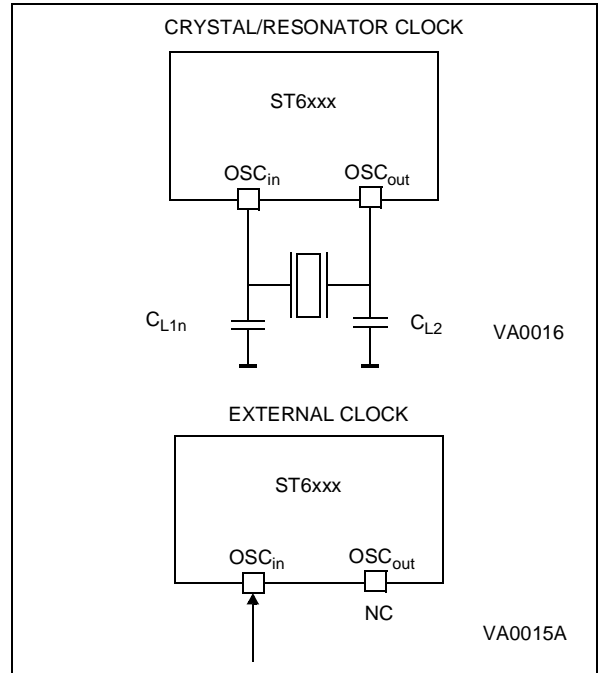 CRYSTAL/RESONATOR CLOCK
ST6xxx
OSCin OSCout
CL1n CL2
VA0016
EXTERNAL CLOCK
ST6xxx
OSCin OSCout
NC
VA0015A